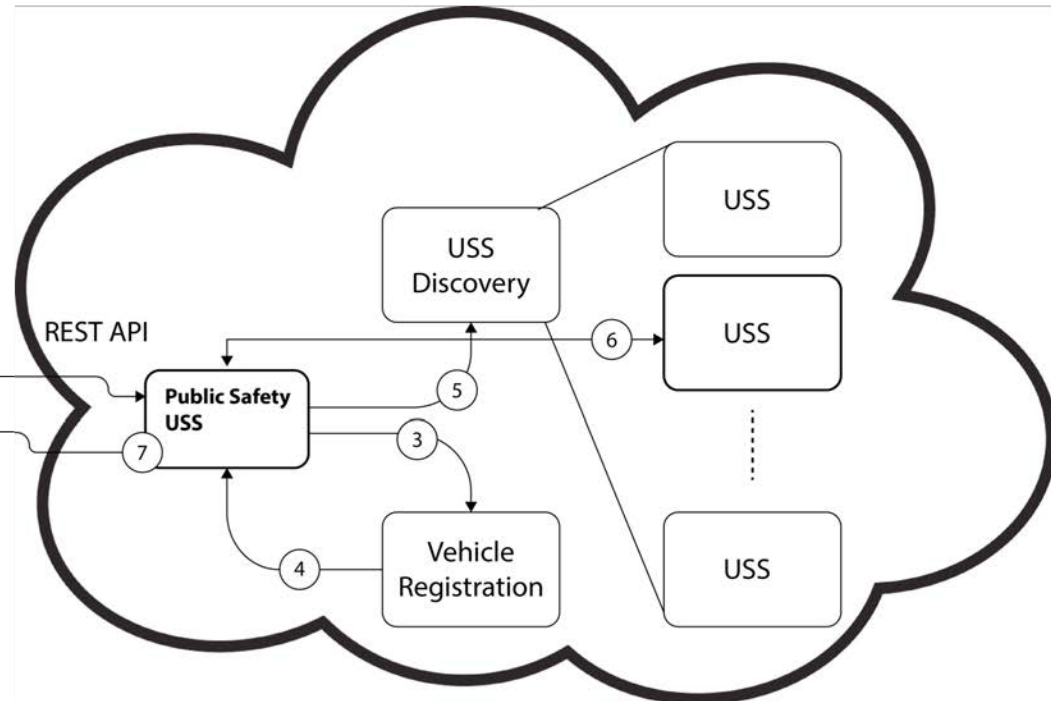 USS
USS
Discovery
REST API
USS
6
Public Safety
USS
5
3
7
4
Vehicle
Registration
USS